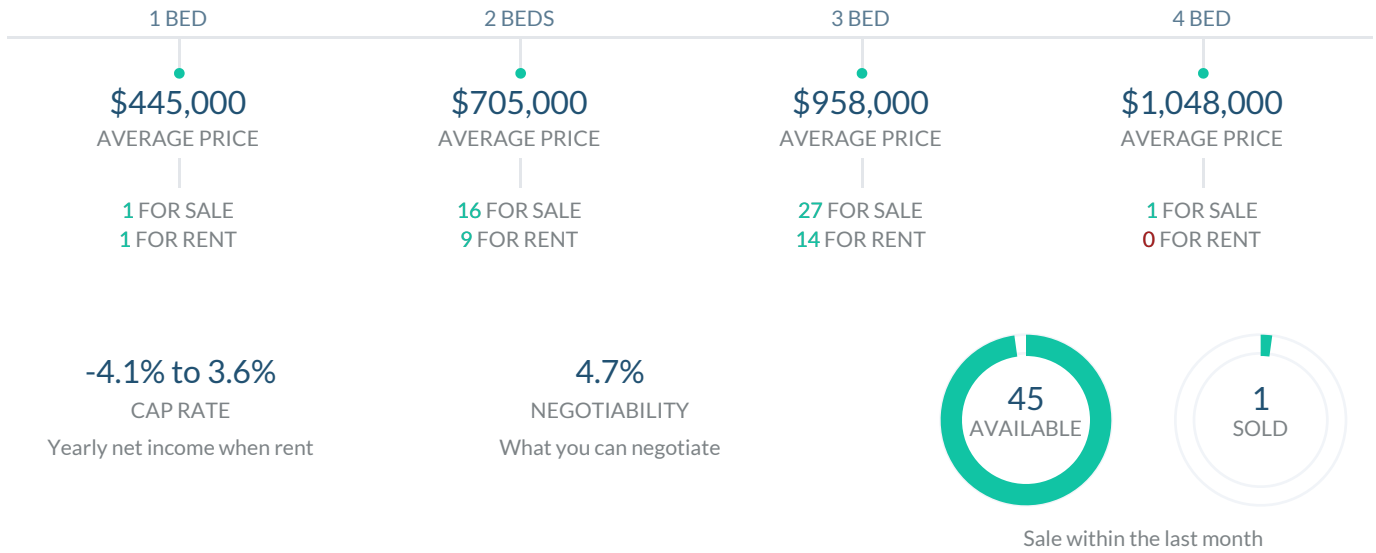 1 BED
2 BEDS
3 BED
4 BED
$445,000
$705,000
$958,000
$1,048,000
AVERAGE PRICE
AVERAGE PRICE
AVERAGE PRICE
AVERAGE PRICE
1 FOR SALE
16 FOR SALE
27 FOR SALE
1 FOR SALE
1 FOR RENT
9 FOR RENT
14 FOR RENT
0 FOR RENT
-4.1% to 3.6%
CAP RATE
Yearly net income when rent
4.7%
NEGOTIABILITY
What you can negotiate
45
AVAILABLE
1
SOLD
Sale within the last month